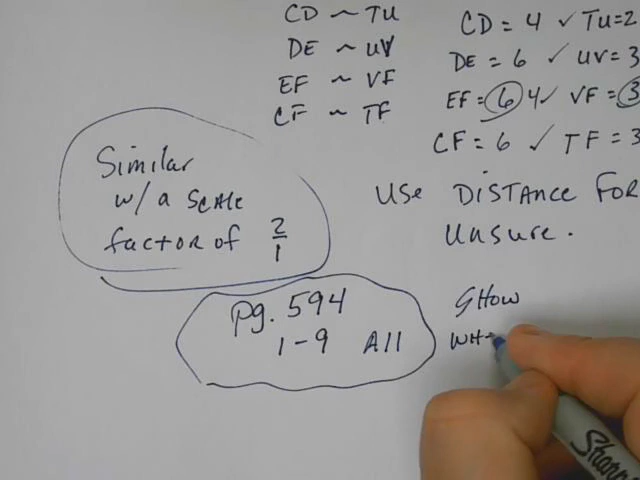 CD ~ TU
DE ~ UV
EF ~ VF
CF ~ TF
CD = 4 ✓ TU=2
DE = 6 ✓ UV=3
EF = 6 4✓ VF = 3
CF = 6 ✓ TF = 3
Similar
w/ a scale
factor of 2/1
USE DISTANCE FOR
Unsure.
pg. 594
1-9 All
SHOW
WH
Sharp